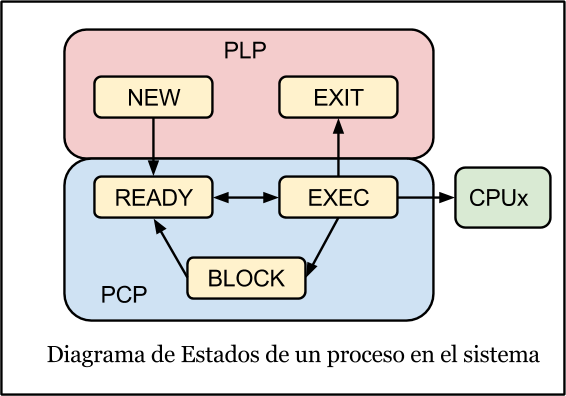 PLP
NEW
EXIT
READY
EXEC
CPUx
BLOCK
PCP
Diagrama de Estados de un proceso en el sistema